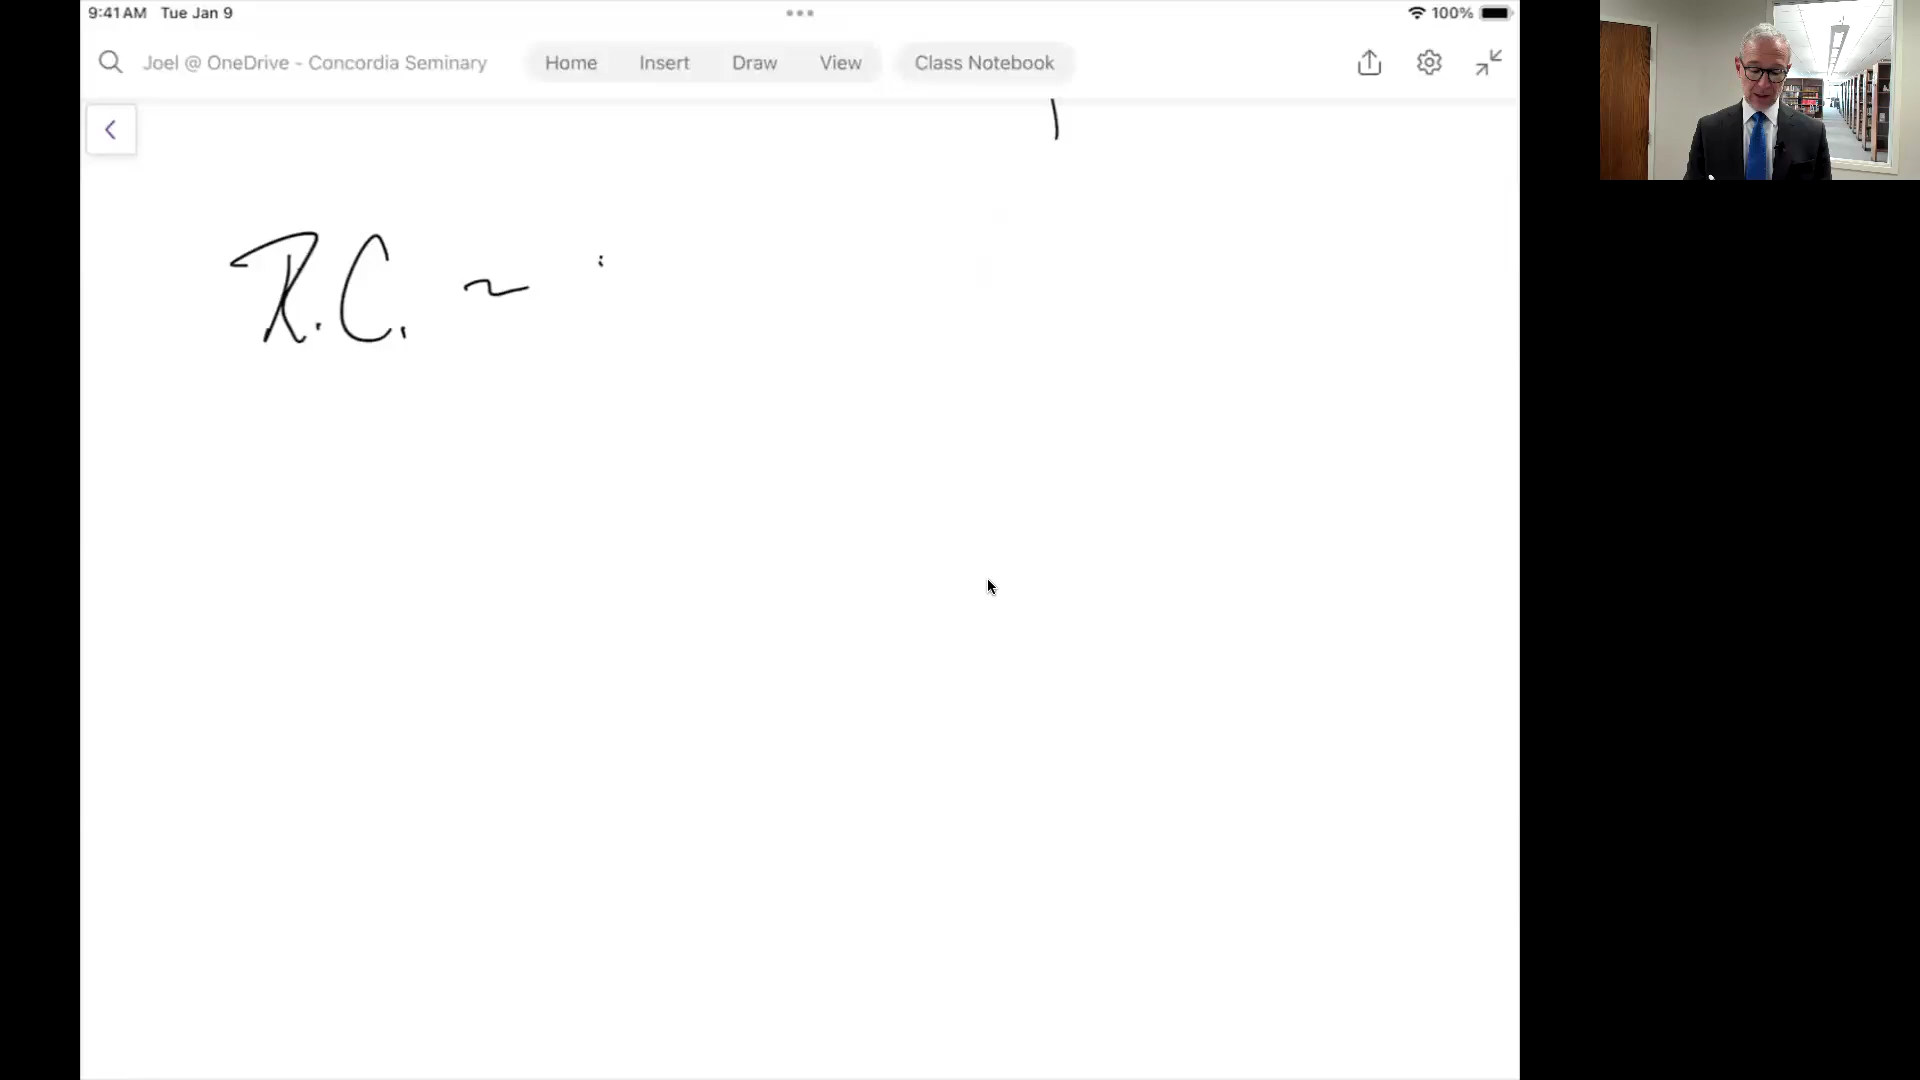 9:41 AM Tue Jan 9 100%
Joel @ OneDrive - Concordia Seminary Home Insert Draw View Class Notebook
R.C. ~